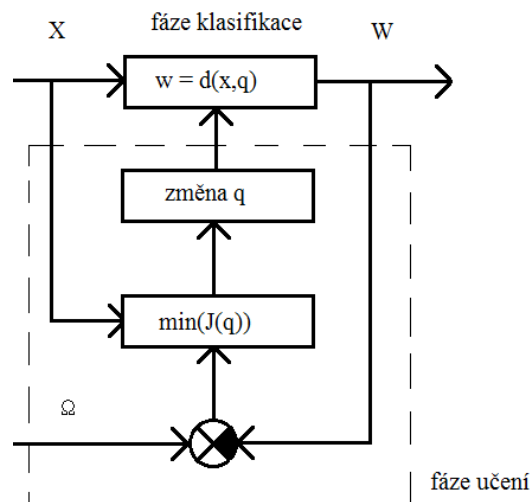 fáze klasifikace
X
W
w = d(x,q)
změna q
min(J(q))
Ω
fáze učení